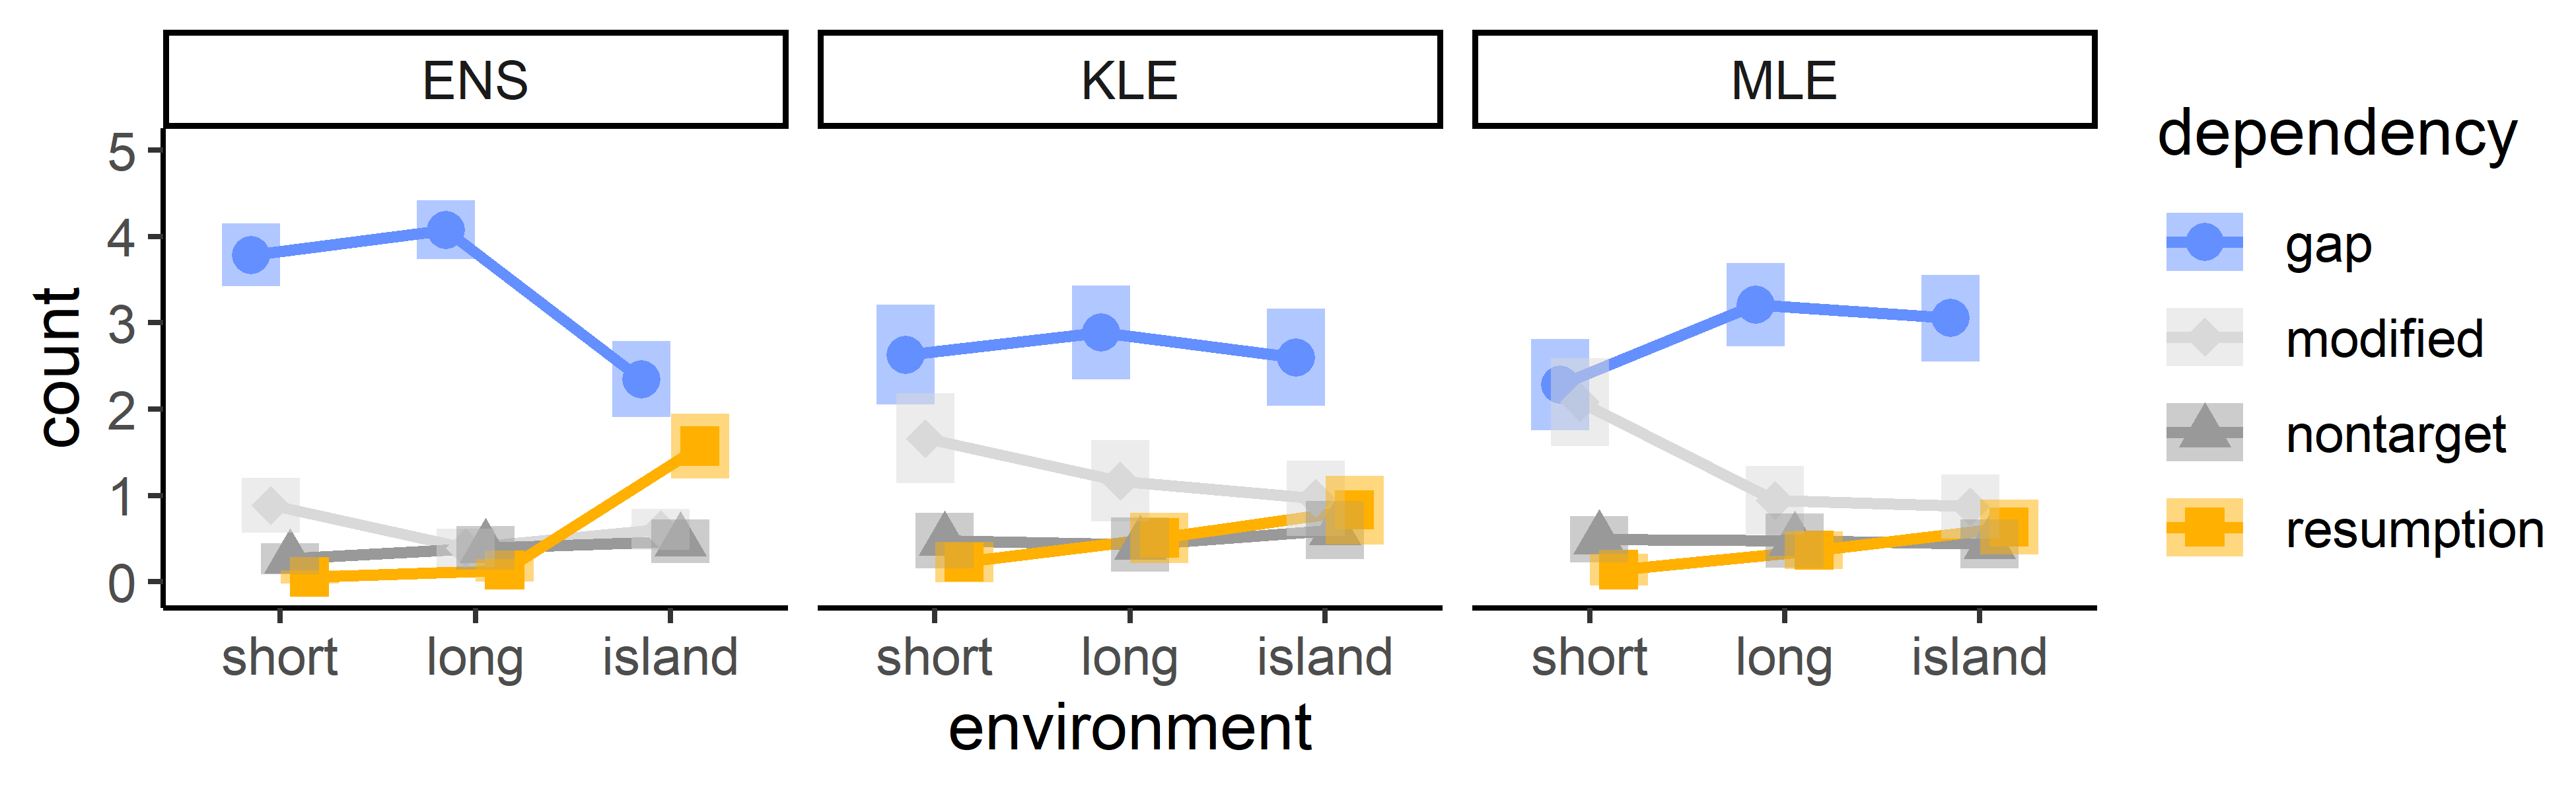 ENS
KLE
MLE
count
5
4
3
2
1
0
short long island
short long island
short long island
environment
dependency
gap
modified
nontarget
resumption